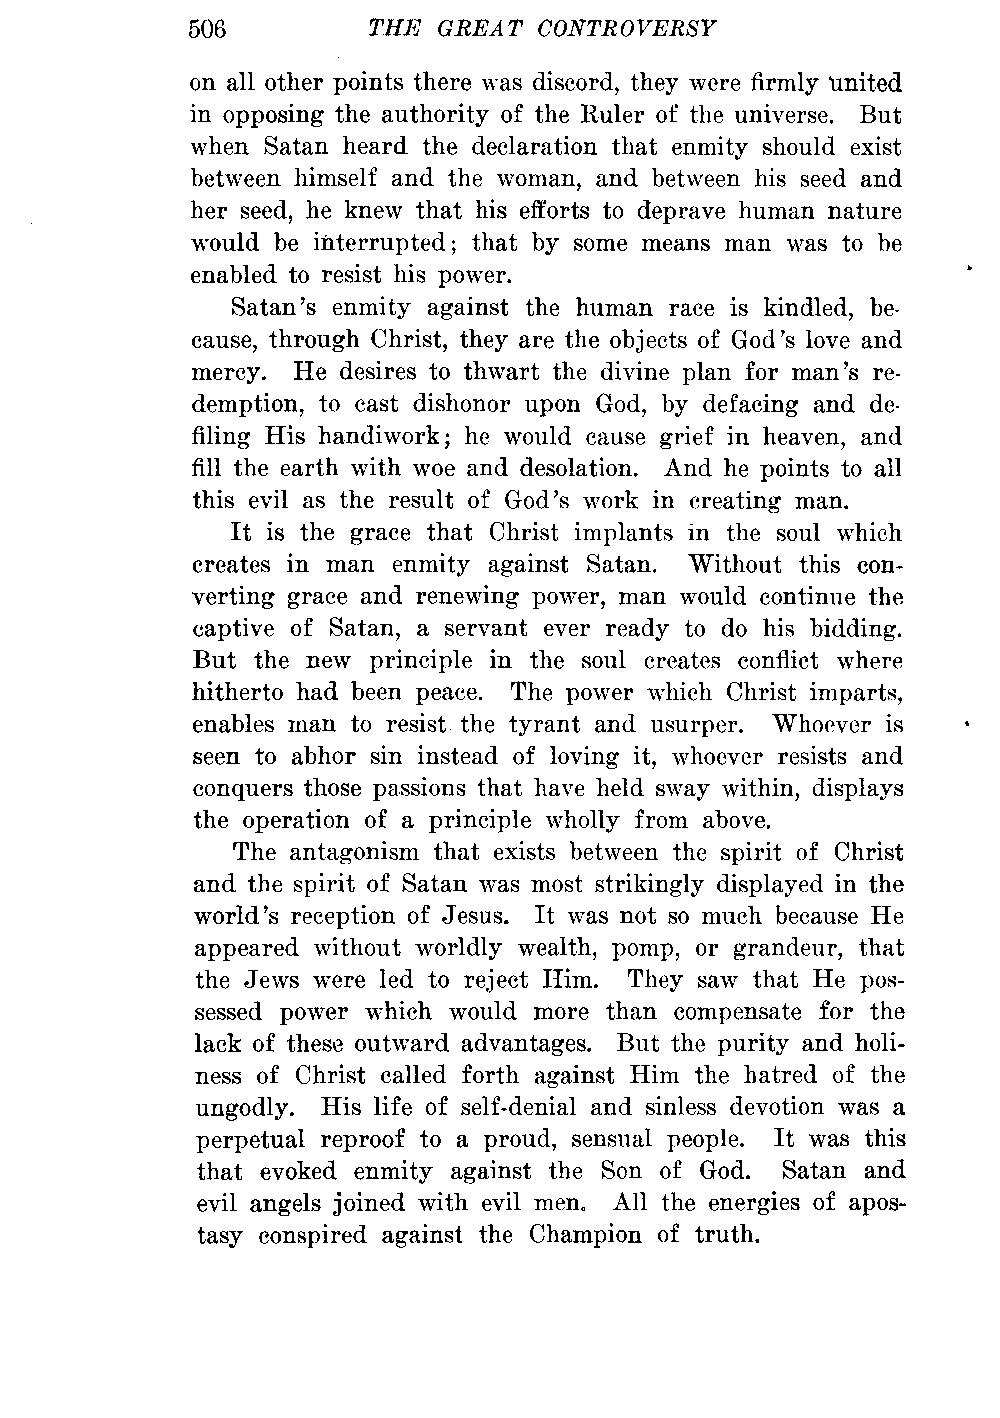 506 THE GREAT CONTROVERSY
on all other points there was discord, they were firmly united
in opposing the authority of the Ruler of the universe. But
when Satan heard the declaration that enmity should exist
between himself and the woman, and between his seed and
her seed, he knew that his efforts to deprave human nature
would be interrupted; that by some means man was to be
enabled to resist his power.
Satan's enmity against the human race is kindled, be-
cause, through Christ, they are the objects of God's love and
mercy. He desires to thwart the divine plan for man's re-
demption, to cast dishonor upon God, by defacing and de-
filing His handiwork; he would cause grief in heaven, and
fill the earth with woe and desolation. And he points to all
this evil as the result of God's work in creating man.
It is the grace that Christ implants in the soul which
creates in man enmity against Satan. Without this con-
verting grace and renewing power, man would continue the
captive of Satan, a servant ever ready to do his bidding.
But the new principle in the soul creates conflict where
hitherto had been peace. The power which Christ imparts,
enables man to resist the tyrant and usurper. Whoever is
seen to abhor sin instead of loving it, whoever resists and
conquers those passions that have held sway within, displays
the operation of a principle wholly from above.
The antagonism that exists between the spirit of Christ
and the spirit of Satan was most strikingly displayed in the
world's reception of Jesus. It was not so much because He
appeared without worldly wealth, pomp, or grandeur, that
the Jews were led to reject Him. They saw that He pos-
sessed power which would more than compensate for the
lack of these outward advantages. But the purity and holi-
ness of Christ called forth against Him the hatred of the
ungodly. His life of self-denial and sinless devotion was a
perpetual reproof to a proud, sensual people. It was this
that evoked enmity against the Son of God. Satan and
evil angels joined with evil men. All the energies of apos-
tasy conspired against the Champion of truth.